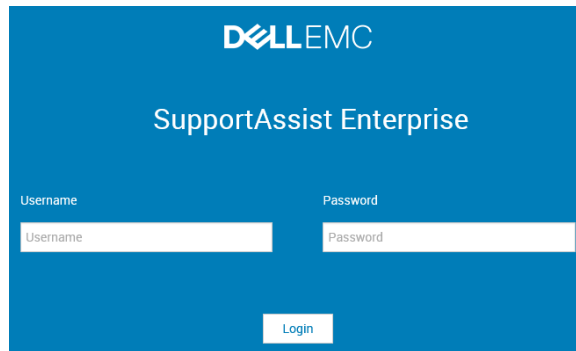 DELLEMC
SupportAssist Enterprise
Username
Password
Username
Password
Login